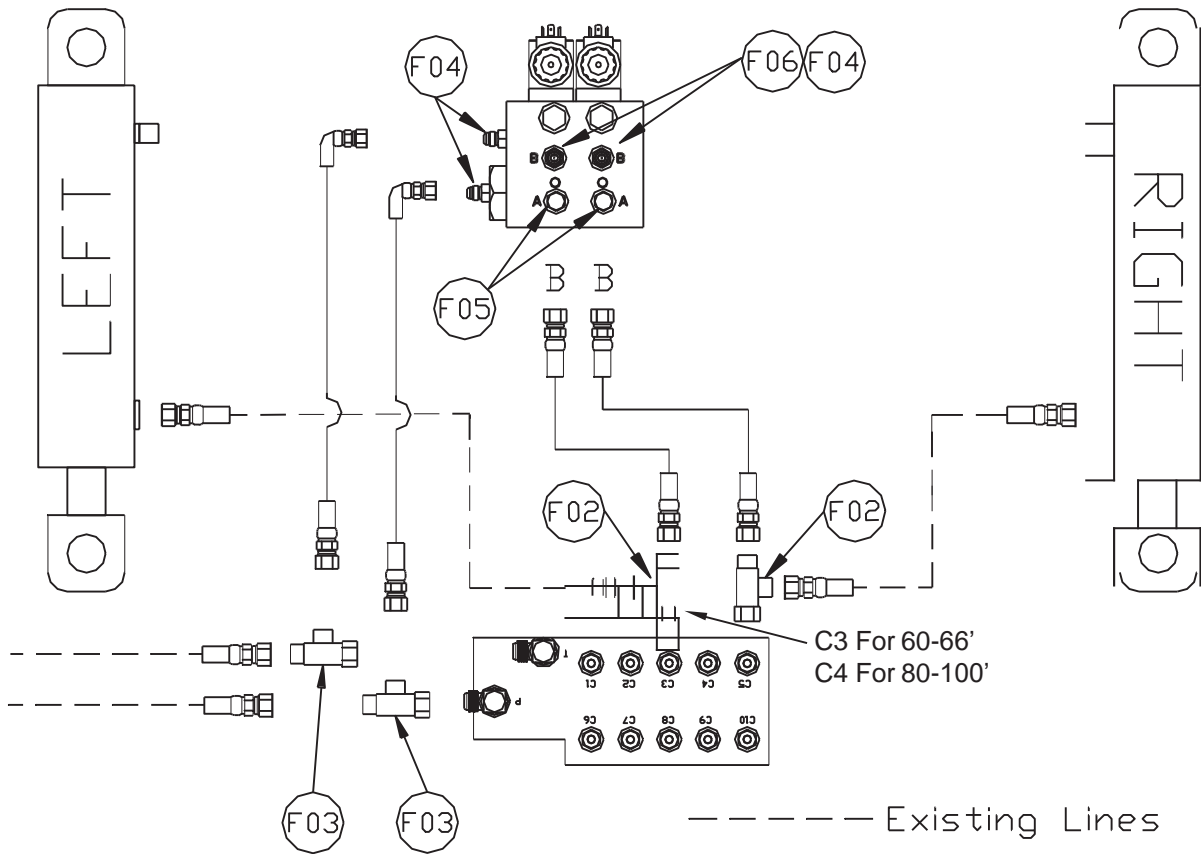 F04
F06
F04
B
B
A
A
LEFT
RIGHT
F05
B
B
F02
F02
C3 For 60-66’
C4 For 80-100’
T
C1
C2
C3
C4
C5
P
C6
C7
C8
C9
C10
F03
F03
Existing Lines